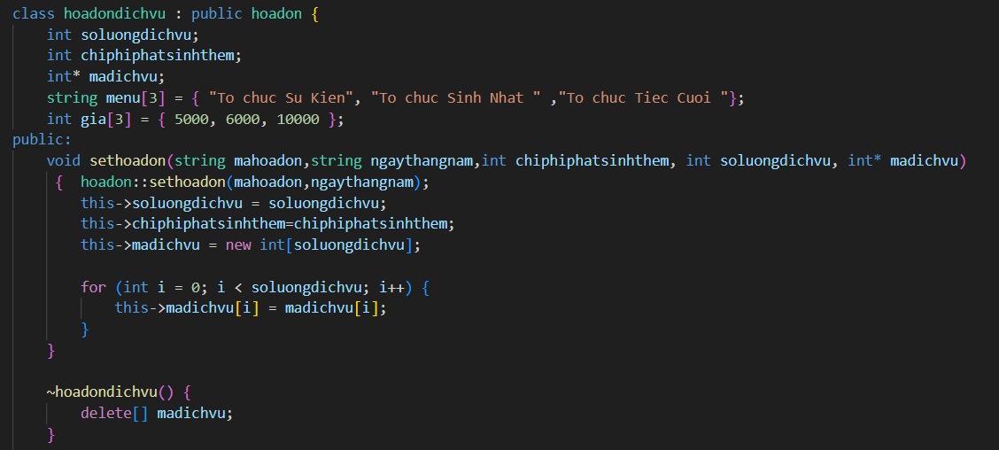 class hoadondichvu : public hoadon {
    int soluongdichvu;
    int chiphiphatsinhthem;
    int* madichvu;
    string menu[3] = { "To chuc Su Kien", "To chuc Sinh Nhat " ,"To chuc Tiec Cuoi "};
    int gia[3] = { 5000, 6000, 10000 };
public:
    void sethoadon(string mahoadon,string ngaythangnam,int chiphiphatsinhthem, int soluongdichvu, int* madichvu)
     {  hoadon::sethoadon(mahoadon,ngaythangnam);
        this->soluongdichvu = soluongdichvu;
        this->chiphiphatsinhthem=chiphiphatsinhthem;
        this->madichvu = new int[soluongdichvu];

        for (int i = 0; i < soluongdichvu; i++) {
            this->madichvu[i] = madichvu[i];
        }
    }

    ~hoadondichvu() {
        delete[] madichvu;
    }